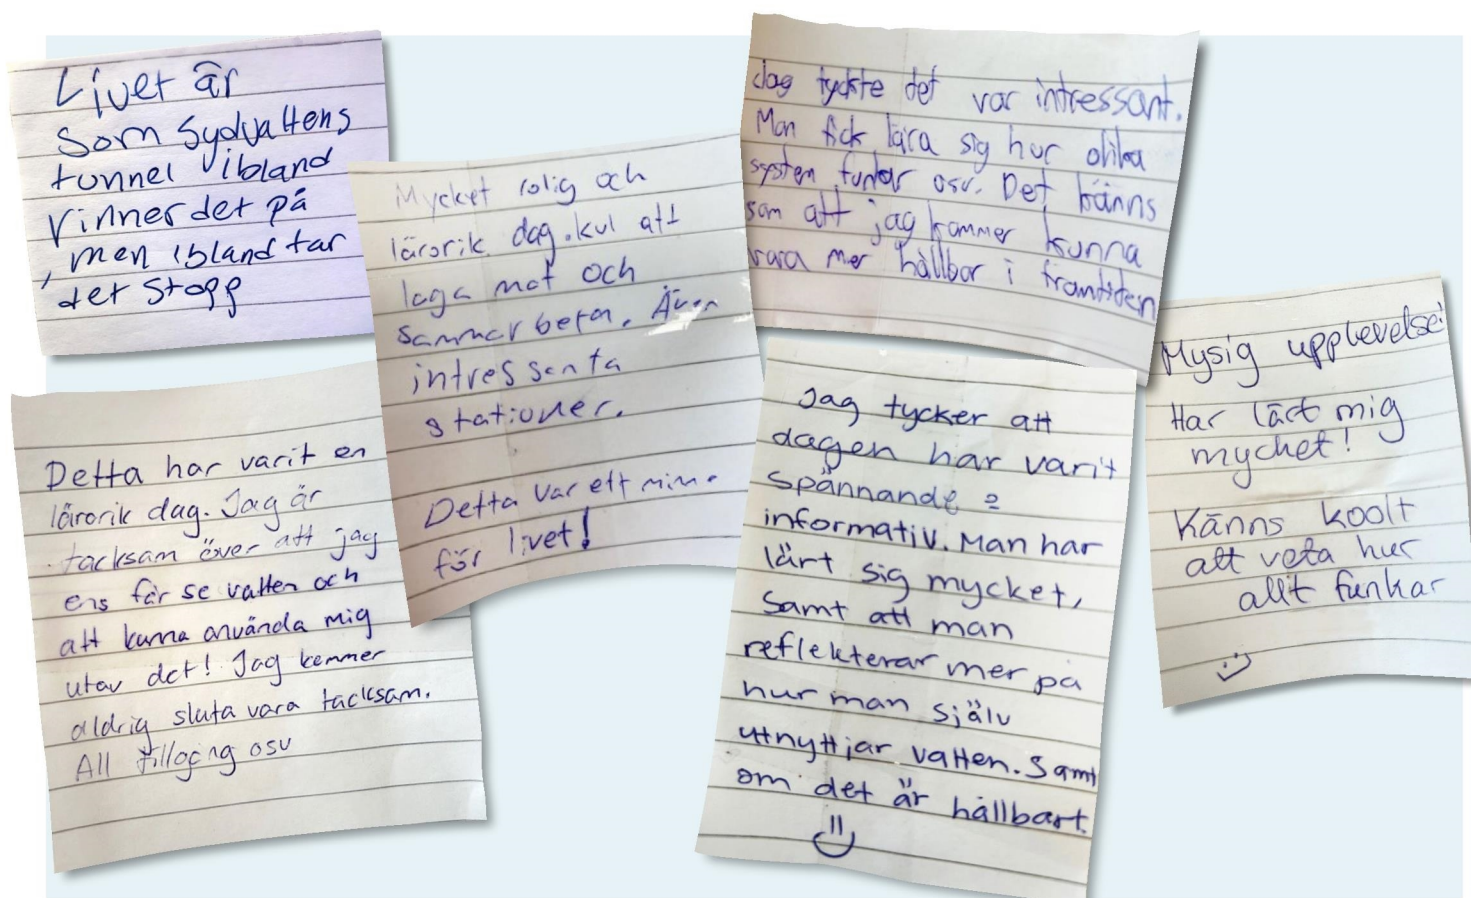 Livet är
som Sydvattens
tunnel ibland
rinner det på
, men ibland tar
det stopp
Mycket rolig och
lärorik dag. kul att
laga mat och
sammarbeta. Även
intressanta
stationer.
Detta var ett minne
för livet!
Jag tyckte det var intressant.
Man fick lära sig hur olika
system funkar osv. Det känns
som att jag kommer kunna
vara mer hållbar i framtiden
Detta har varit en
lärorik dag. Jag är
tacksam över att jag
ens får se vatten och
att kunna använda mig
utav det! Jag kommer
aldrig sluta vara tacksam.
All tillgång osv
Jag tycker att
dagen har varit
spännande &
informativ. Man har
lärt sig mycket,
samt att man
reflekterar mer på
hur man själv
uttnyttjar vatten. Samt
om det är hållbart.
Mysig upplevelse!
Har lärt mig
mycket!
Känns koolt
att veta hur
allt funkar
:)